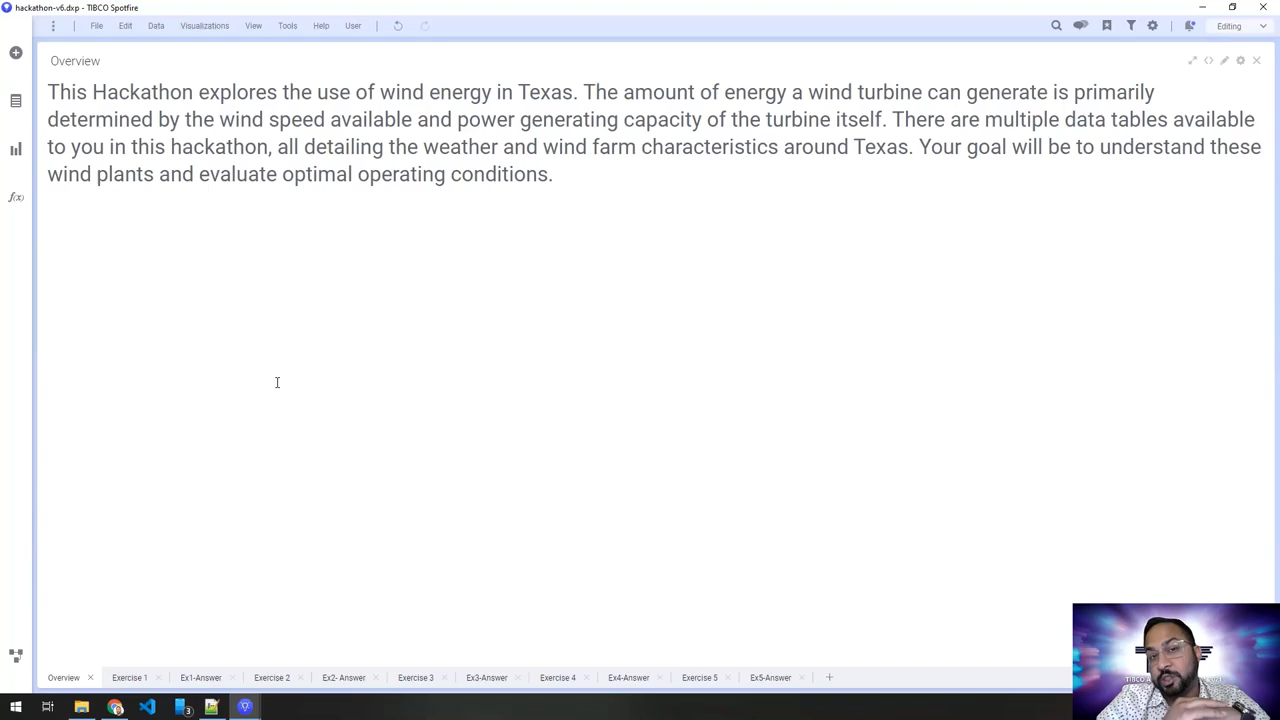 hackathon-v6.dxp - TIBCO Spotfire
File Edit Data Visualizations View Tools Help User Editing
Overview
This Hackathon explores the use of wind energy in Texas. The amount of energy a wind turbine can generate is primarily
determined by the wind speed available and power generating capacity of the turbine itself. There are multiple data tables available
to you in this hackathon, all detailing the weather and wind farm characteristics around Texas. Your goal will be to understand these
wind plants and evaluate optimal operating conditions.
f(x)
Overview Exercise 1 Ex1-Answer Exercise 2 Ex2- Answer Exercise 3 Ex3-Answer Exercise 4 Ex4-Answer Exercise 5 Ex5-Answer
3
TIBCO